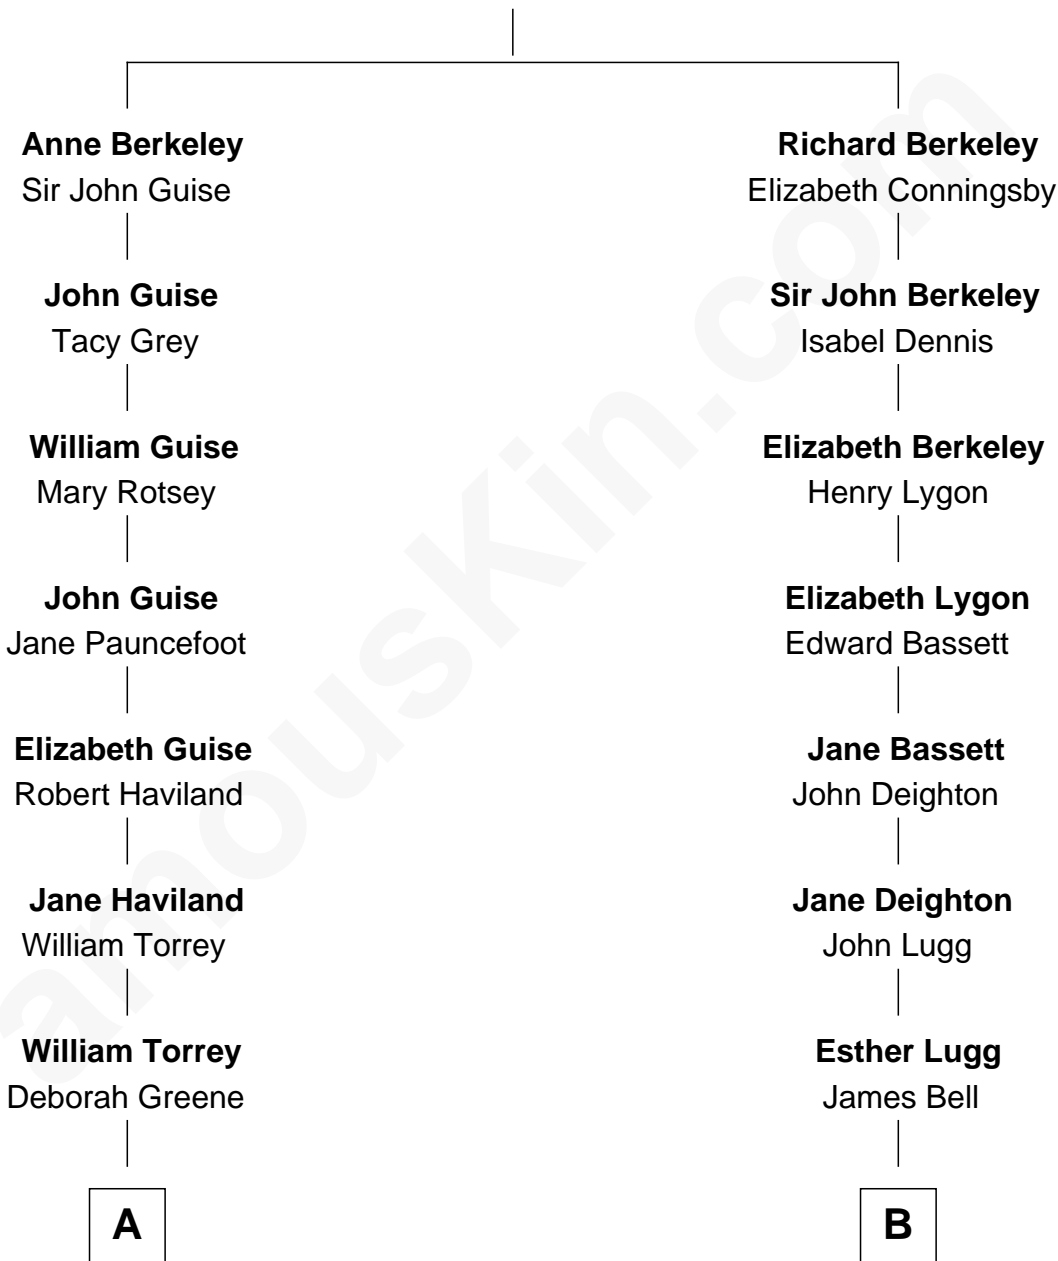 Anne Berkeley
Sir John Guise
John Guise
Tacy Grey
William Guise
Mary Rotsey
John Guise
Jane Pauncefoot
Elizabeth Guise
Robert Haviland
Jane Haviland
William Torrey
William Torrey
Deborah Greene
A
Richard Berkeley
Elizabeth Conningsby
Sir John Berkeley
Isabel Dennis
Elizabeth Berkeley
Henry Lygon
Elizabeth Lygon
Edward Bassett
Jane Bassett
John Deighton
Jane Deighton
John Lugg
Esther Lugg
James Bell
B
amouskin.com